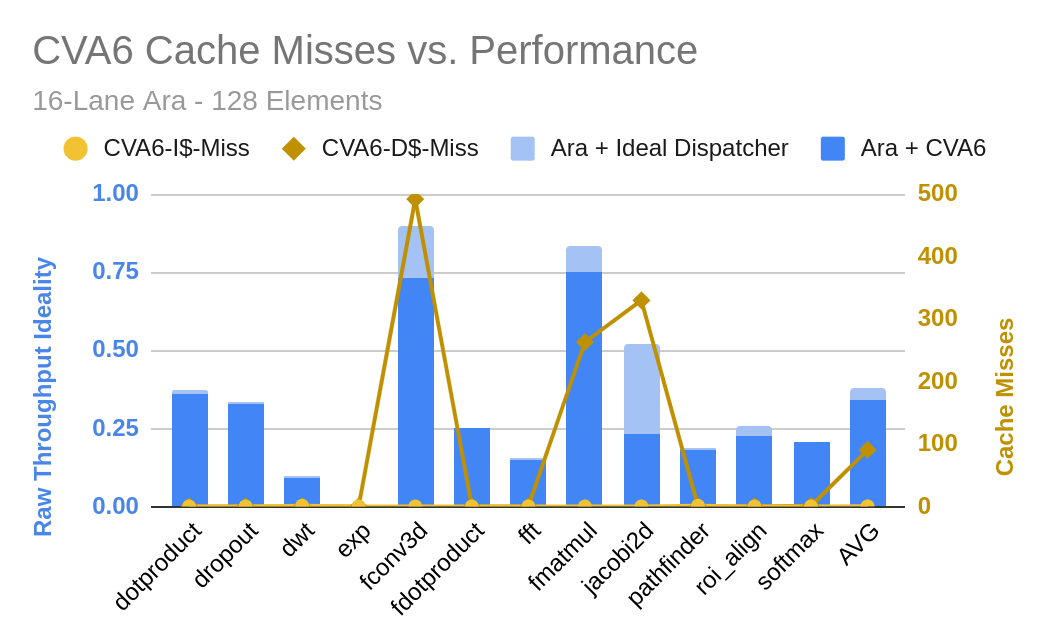 CVA6 Cache Misses vs. Performance
16-Lane Ara - 128 Elements
CVA6-I$-Miss CVA6-D$-Miss Ara + Ideal Dispatcher Ara + CVA6
1.00
0.75
0.50
0.25
0.00
Raw Throughput Ideality
500
400
300
200
100
0
Cache Misses
dotproduct
dropout
dwt
exp
fconv3d
fdotproduct
fft
fmatmul
jacobi2d
pathfinder
roi_align
softmax
AVG